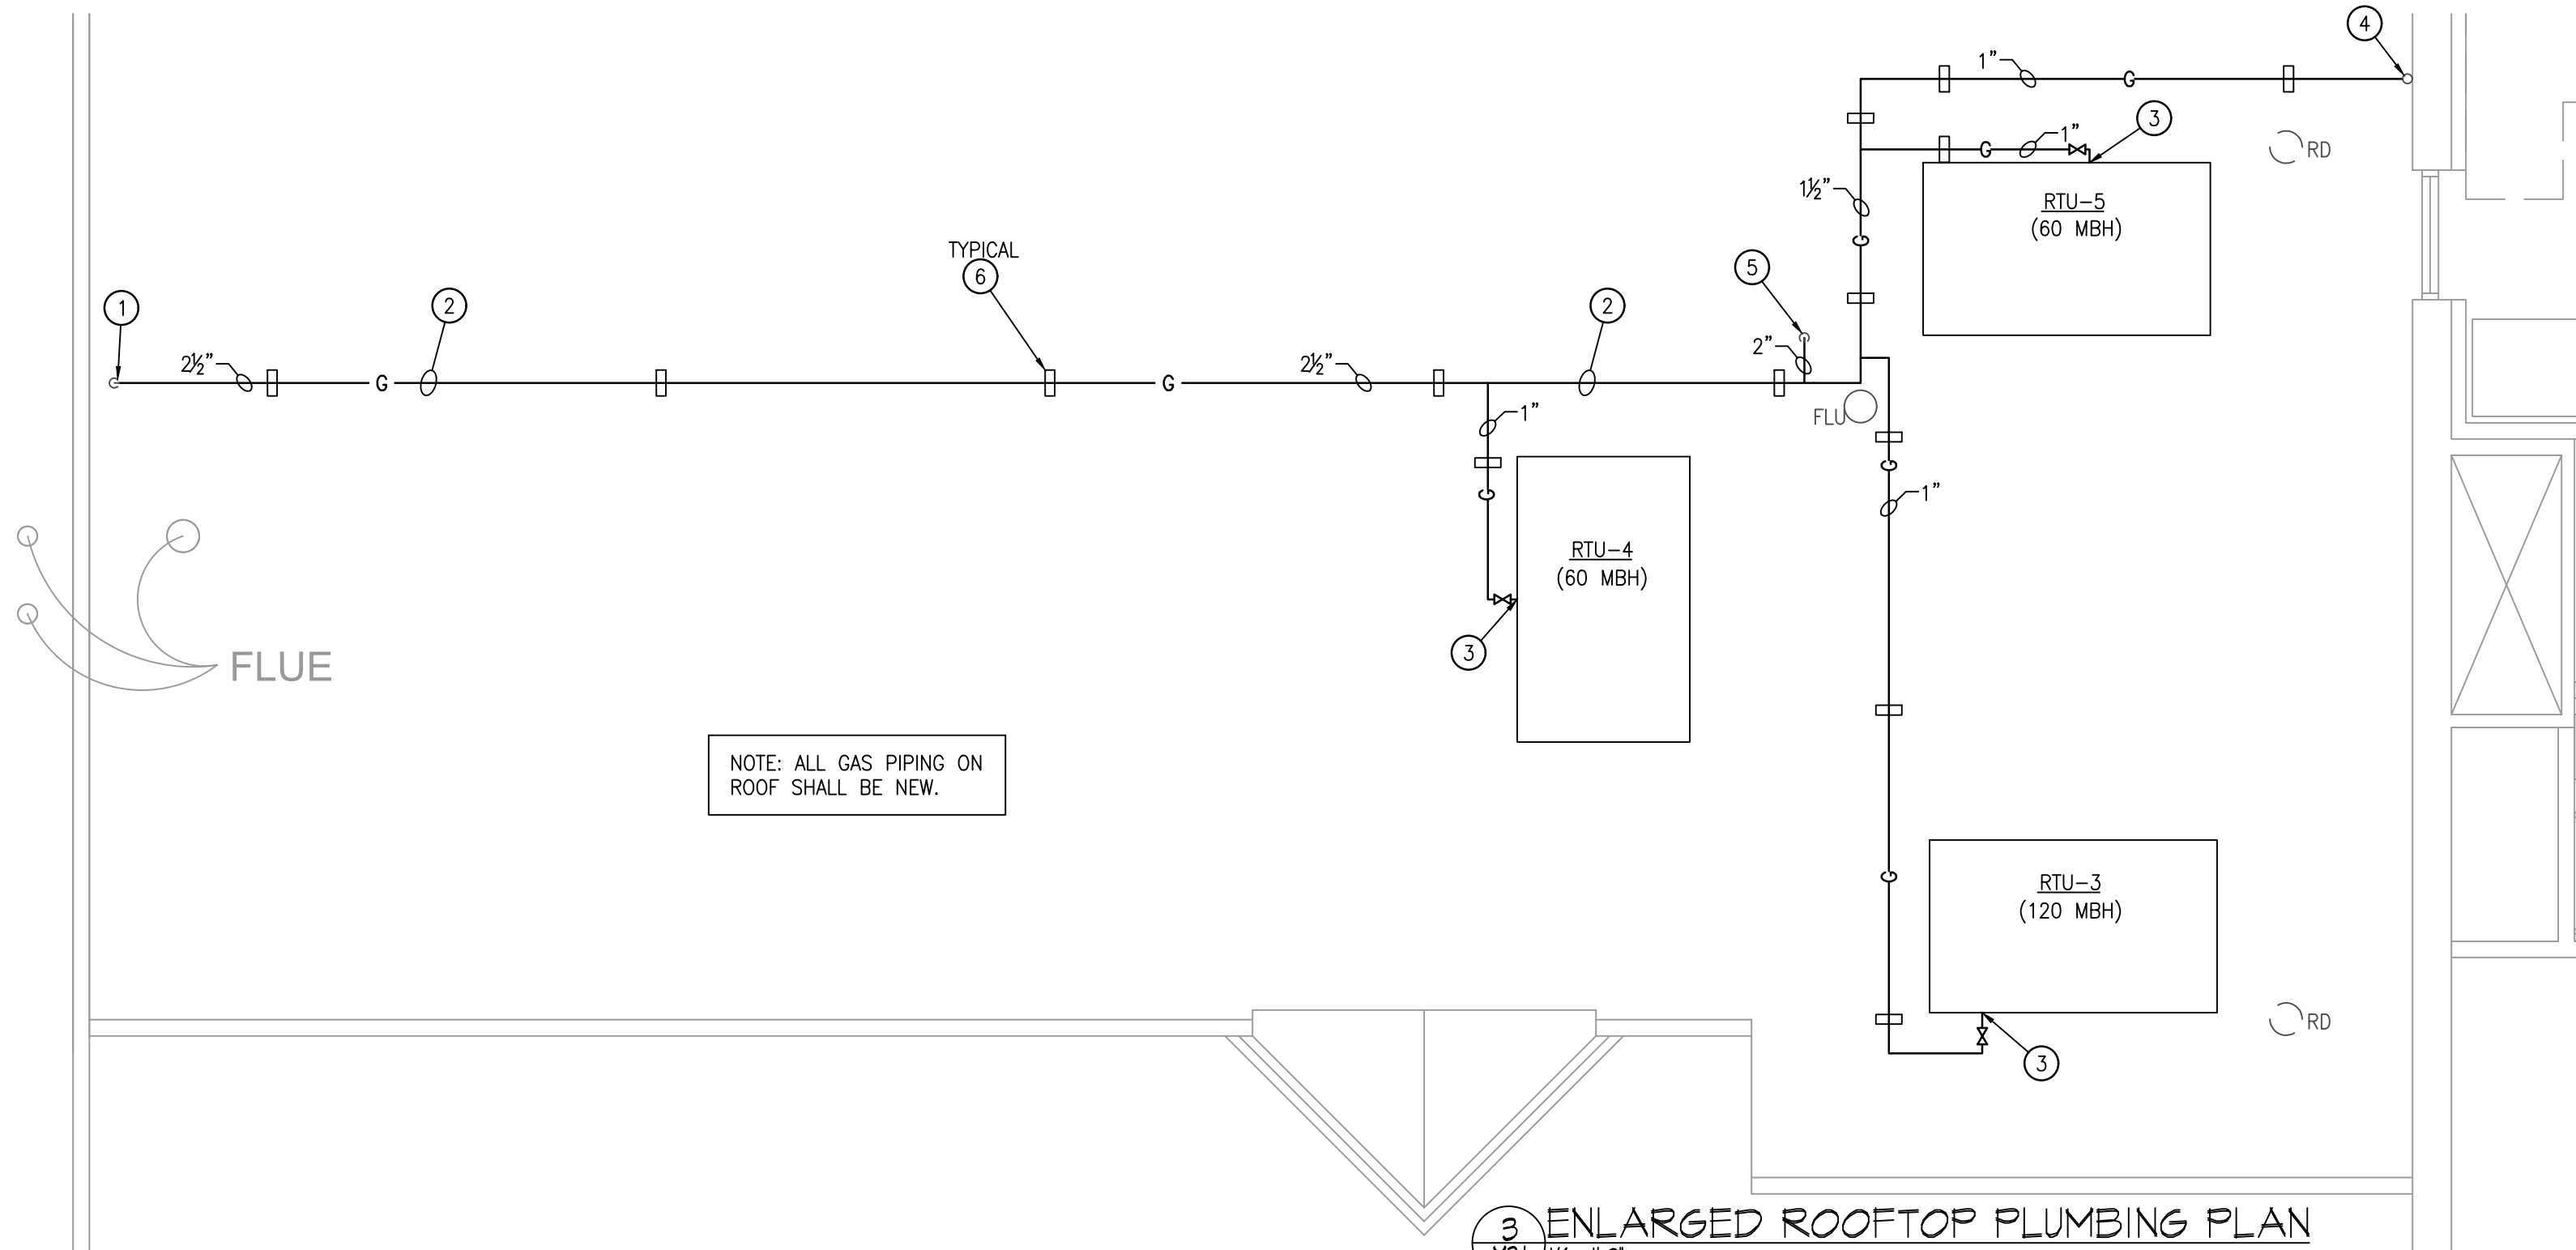 4
1”
G
3
G
1”
RD
1½”
RTU-5
(60 MBH)
G
TYPICAL
6
5
1
2
2
2½”
G
G
2½”
2”
1”
FLU
G
G
1”
RTU-4
(60 MBH)
3
FLUE
NOTE: ALL GAS PIPING ON
ROOF SHALL BE NEW.
G
RTU-3
(120 MBH)
RD
3
3 ENLARGED ROOFTOP PLUMBING PLAN